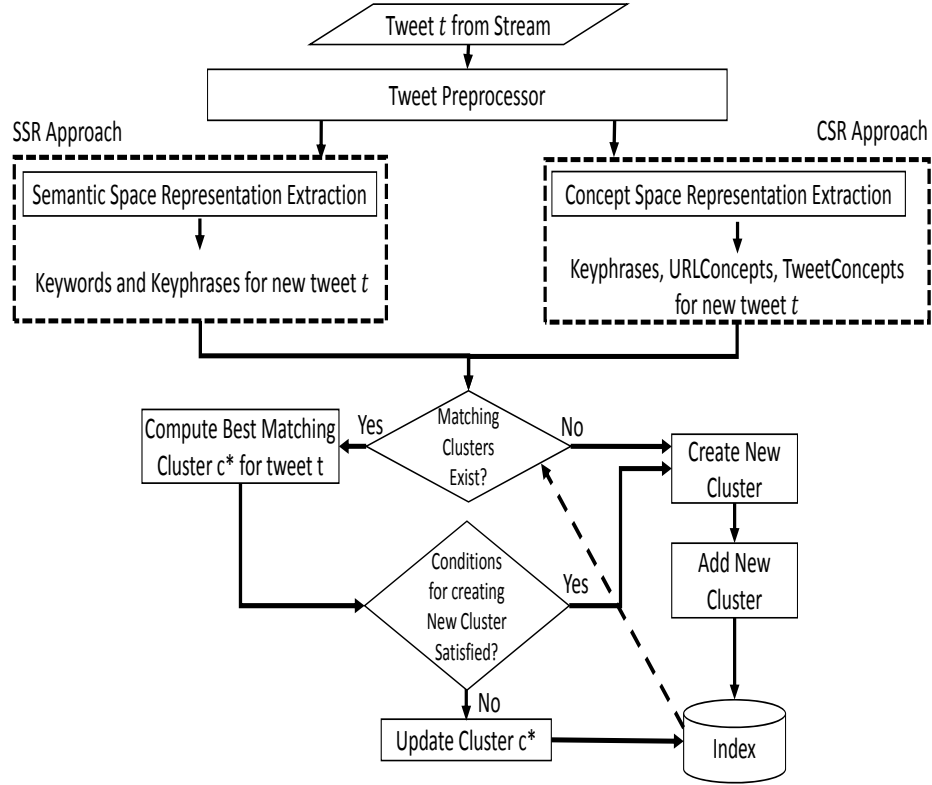 Tweet t from Stream
Tweet Preprocessor
SSR Approach
CSR Approach
Semantic Space Representation Extraction
Concept Space Representation Extraction
Keywords and Keyphrases for new tweet t
Keyphrases, URLConcepts, TweetConcepts
for new tweet t
Compute Best Matching
Cluster c* for tweet t
Yes
Matching
Clusters
Exist?
No
Create New
Cluster
Conditions
for creating
New Cluster
Satisfied?
Yes
Add New
Cluster
No
Update Cluster c*
Index